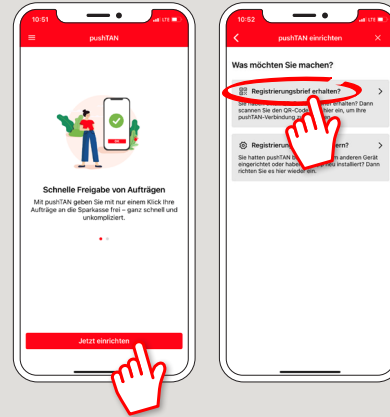 10:51
LTE
pushTAN
Schnelle Freigabe von Aufträgen
Mit pushTAN geben Sie mit nur einem Klick Ihre
Aufträge an die Sparkasse frei – ganz schnell und
unkompliziert.
Jetzt einrichten
10:52
LTE
pushTAN einrichten
Was möchten Sie machen?
Registrierungsbrief erhalten?
Sie haben erhalten? Dann
scannen Sie den QR-Code hier ein, um Ihre
pushTAN-Verbindung
Registrierung
Sie hatten pushTAN anderen Gerät
eingerichtet oder haben neu installiert? Dann
richten Sie es hier wieder ein.